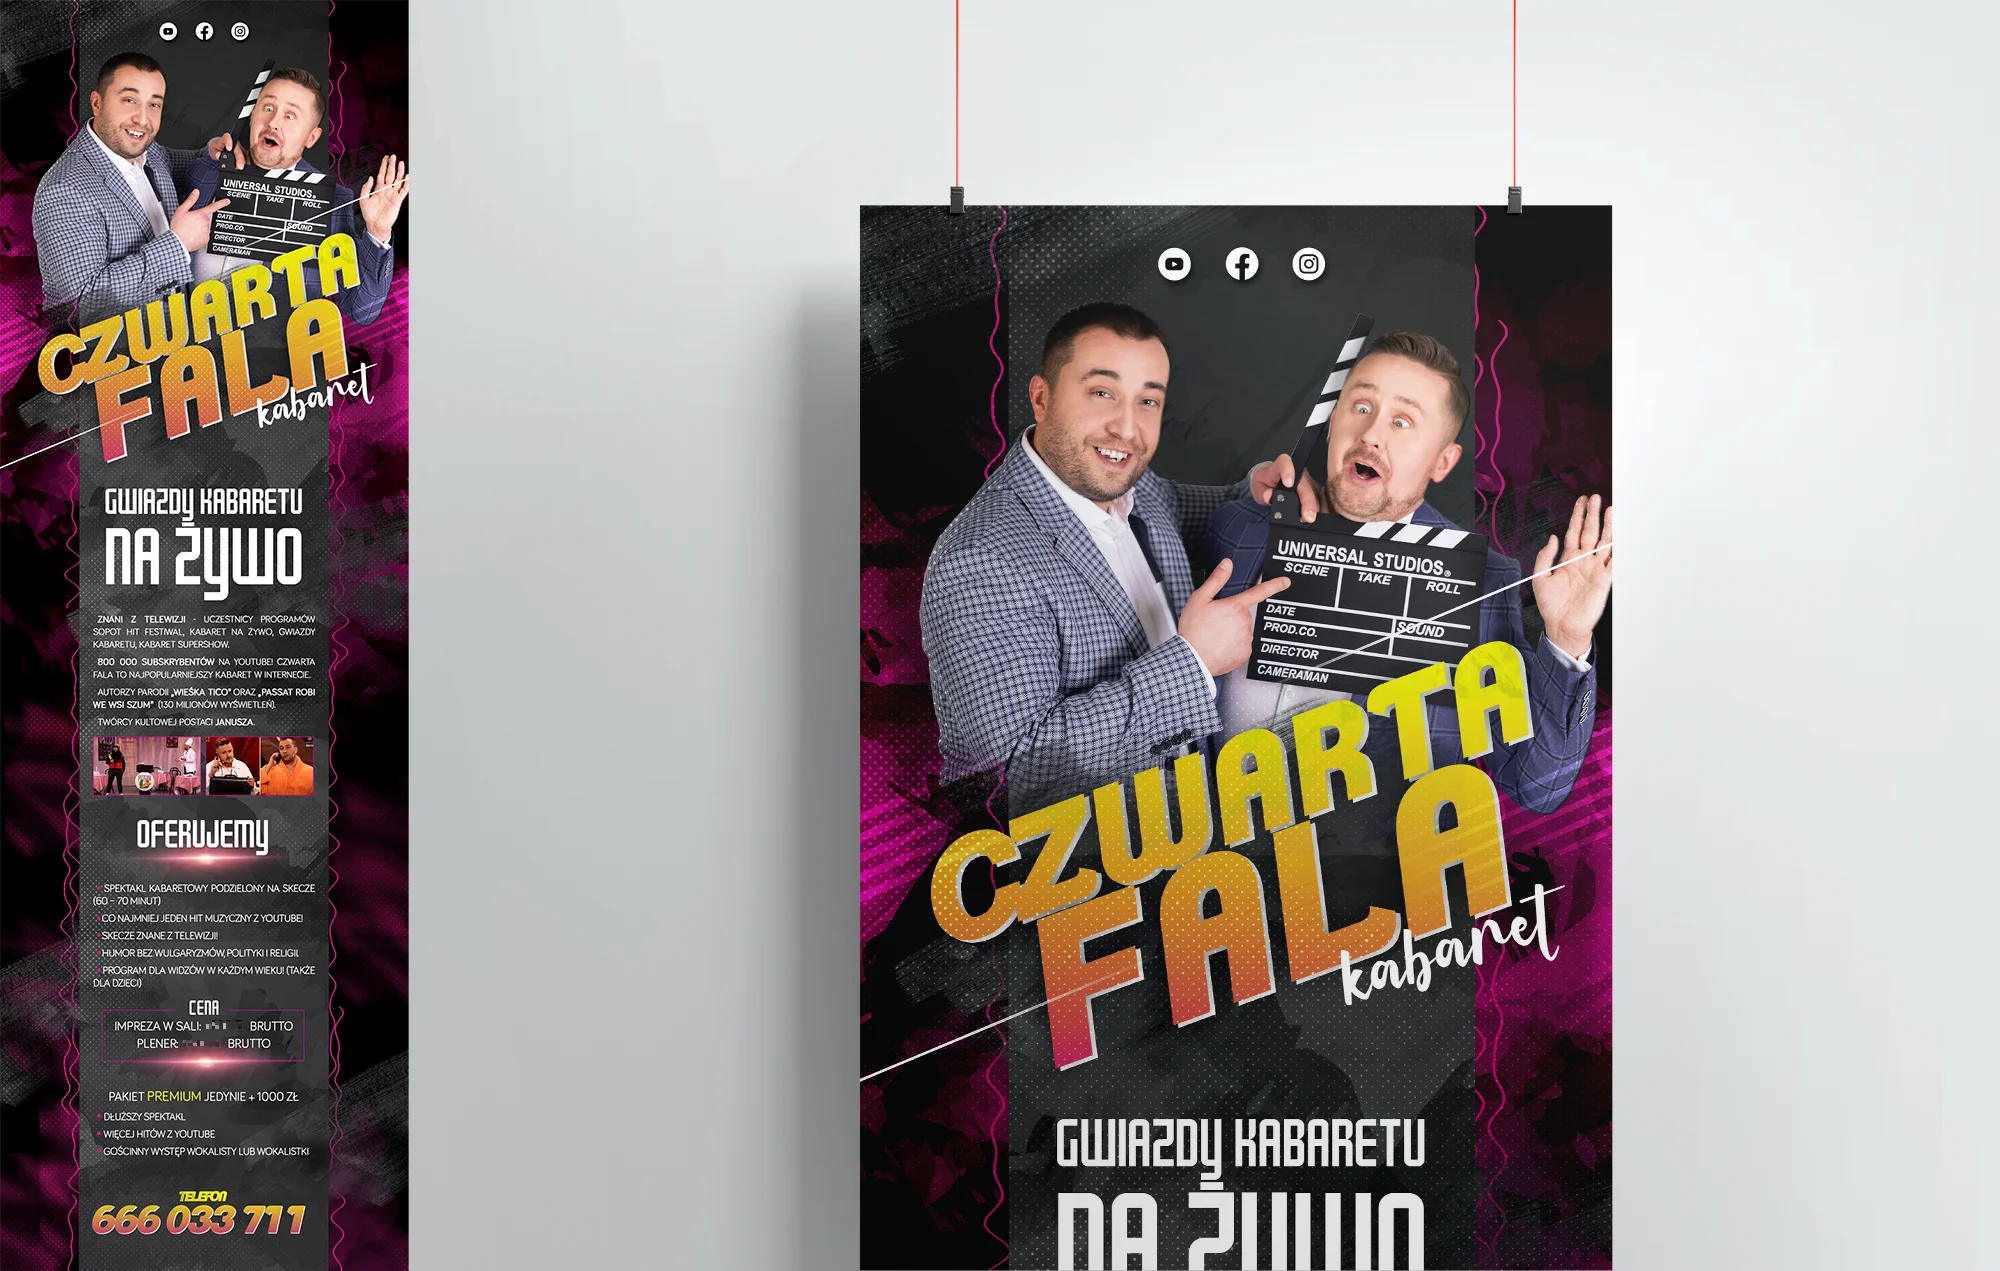 UNIVERSAL STUDIOS®
SCENE TAKE ROLL
DATE
PROD.CO. SOUND
DIRECTOR
CAMERAMAN
CZWARTA
FALA
kabaret
GWIAZDY KABARETU
NA ŻYWO
ZNANI Z TELEWIZJI - UCZESTNICY PROGRAMÓW
SOPOT HIT FESTIWAL, KABARET NA ŻYWO, GWIAZDY
KABARETU, KABARET SUPERSHOW.
800 000 SUBSKRYBENTÓW NA YOUTUBE! CZWARTA
FALA TO NAJPOPULARNIEJSZY KABARET W INTERNECIE.
AUTORZY PARODII „WIEŚKA TICO" ORAZ „PASSAT ROBI
WE WSI SZUM" (130 MILIONÓW WYŚWIETLEŃ).
TWÓRCY KULTOWEJ POSTACI JANUSZA.
OFERUJEMY
SPEKTAKL KABARETOWY PODZIELONY NA SKECZE
(60 - 70 MINUT)
CO NAJMNIEJ JEDEN HIT MUZYCZNY Z YOUTUBE!
SKECZE ZNANE Z TELEWIZJI!
HUMOR BEZ WULGARYZMÓW, POLITYKI I RELIGII.
PROGRAM DLA WIDZÓW W KAŻDYM WIEKU! (TAKŻE
DLA DZIECI)
CENA
IMPREZA W SALI: BRUTTO
PLENER: BRUTTO
PAKIET PREMIUM JEDYNIE + 1000 ZŁ
DŁUŻSZY SPEKTAKL
WIĘCEJ HITÓW Z YOUTUBE
GOŚCINNY WYSTĘP WOKALISTY LUB WOKALISTKI
TELEFON
666 033 711
UNIVERSAL STUDIOS®
SCENE TAKE ROLL
DATE
PROD.CO. SOUND
DIRECTOR
CAMERAMAN
CZWARTA
FALA
kabaret
GWIAZDY KABARETU
NA ŻYWO